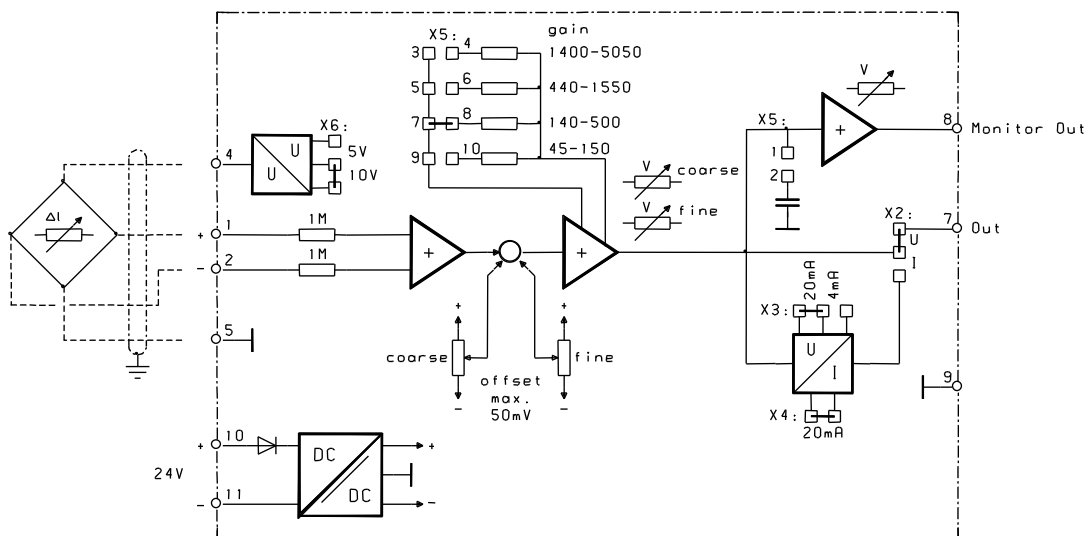 gain
X5:
3 4 1400-5050
5 6 440-1550
7 8 140-500
9 10 45-150
V
X5:
1
2
8 Monitor Out
X6:
4
U
U
5V
10V
V coarse
V fine
Δl
+ 1 1M
- 2 1M
+
+
+
X2:
7 Out
U
I
20mA
4mA
X3:
U
I
X4:
20mA
5
+
+
coarse
fine
-
-
offset
max.
50mV
9
+ 10
24V
- 11
DC
DC
+
-